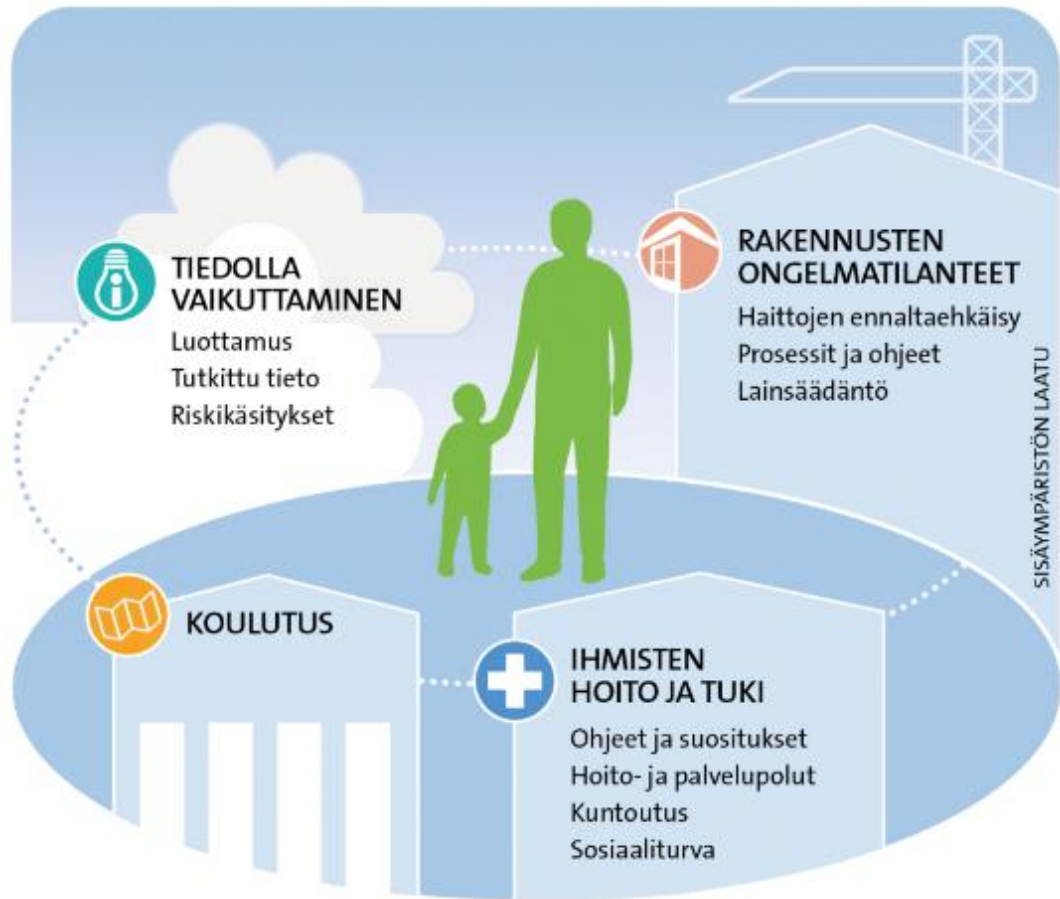 TIEDOLLA
VAIKUTTAMINEN
Luottamus
Tutkittu tieto
Riskikäsitykset
RAKENNUSTEN
ONGELMATILANTEET
Haittojen ennaltaehkäisy
Prosessit ja ohjeet
Lainsäädäntö
SISÄYMPÄRISTÖN LAATU
KOULUTUS
IHMISTEN
HOITO JA TUKI
Ohjeet ja suositukset
Hoito- ja palvelupolut
Kuntoutus
Sosiaaliturva